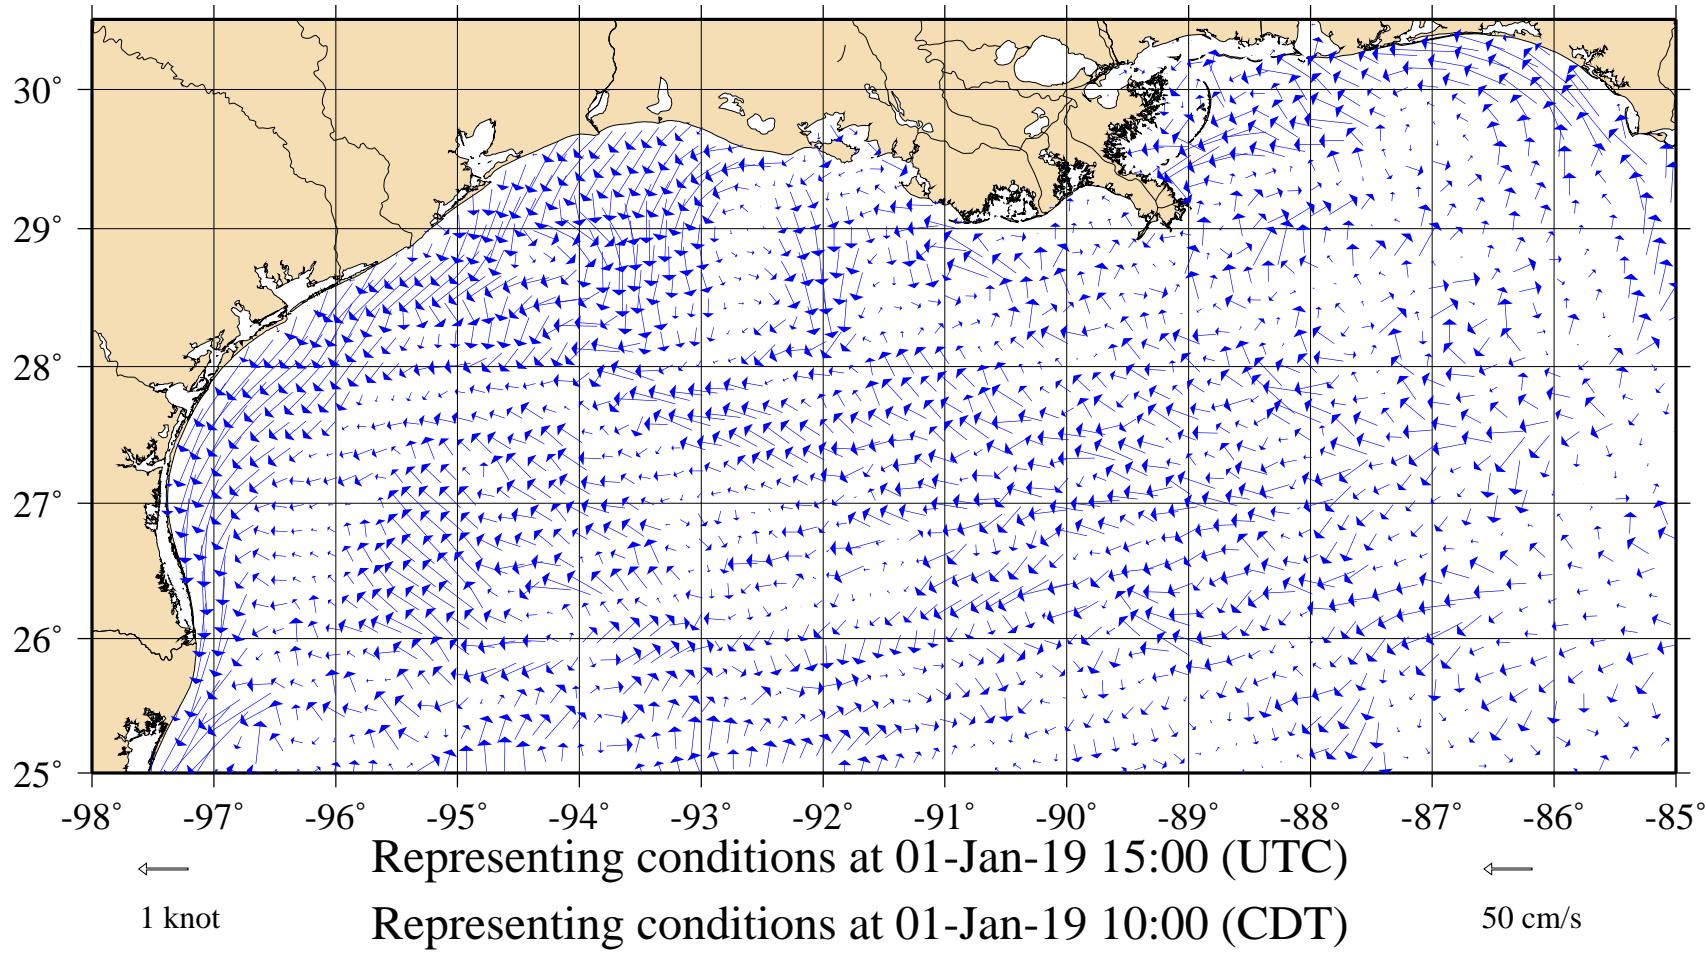 30°
29°
28°
27°
26°
25°
-98° -97° -96° -95° -94° -93° -92° -91° -90° -89° -88° -87° -86° -85°
Representing conditions at 01-Jan-19 15:00 (UTC)
1 knot
50 cm/s
Representing conditions at 01-Jan-19 10:00 (CDT)